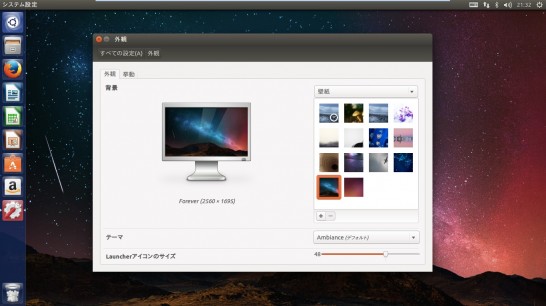 システム設定
21:32
外観
すべての設定(A) 外観
外観 挙動
背景
壁紙
Forever (2560 × 1695)
テーマ
Ambiance (デフォルト)
Launcherアイコンのサイズ
48